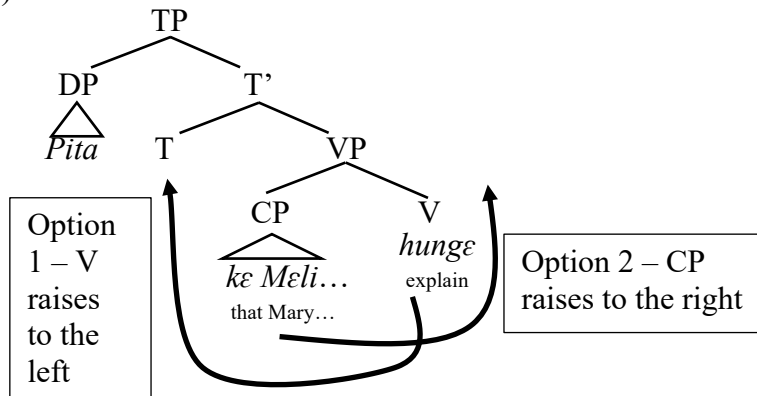 )
TP
DP T’
Pita T VP
CP V
kɛ Mɛli… hungɛ
that Mary… explain
Option
1 – V
raises
to the
left
Option 2 – CP
raises to the right